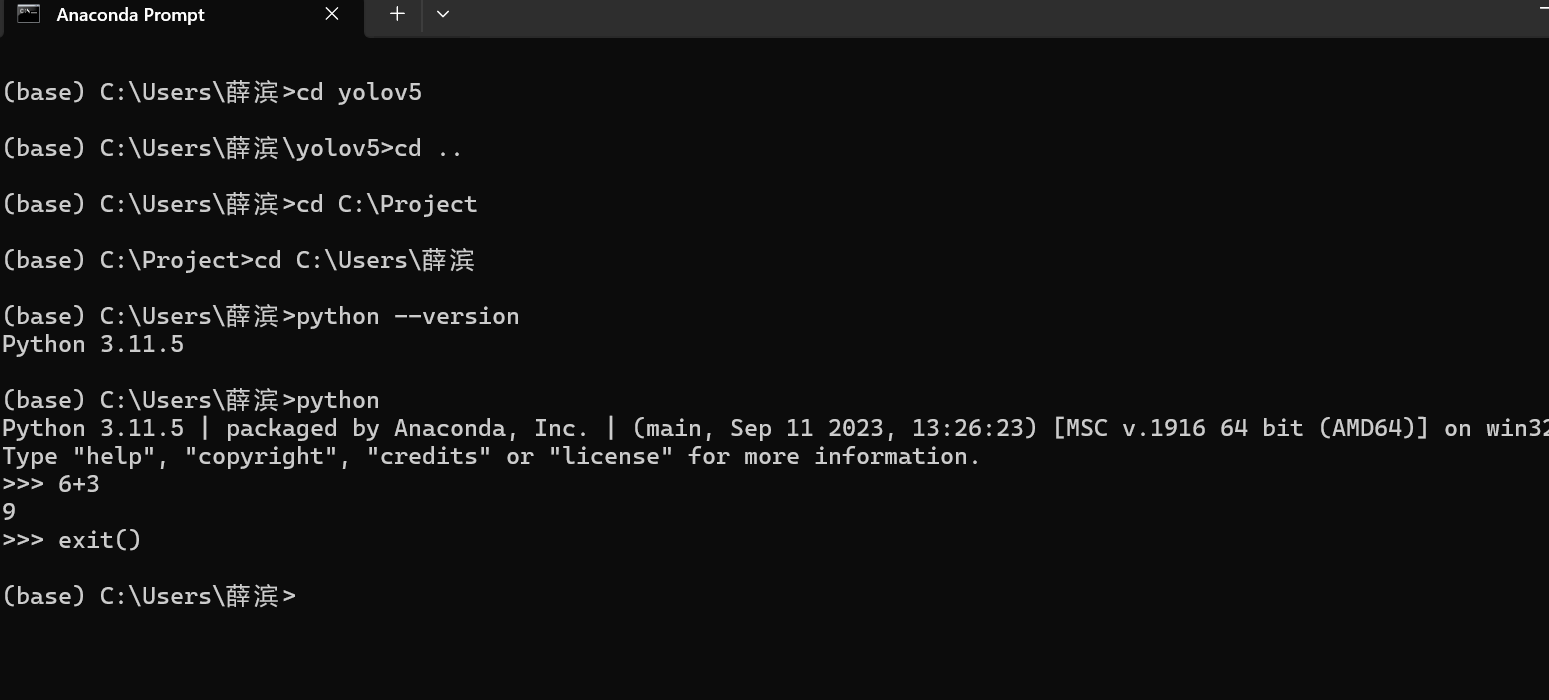 Anaconda Prompt
(base) C:\Users\薛滨>cd yolov5
(base) C:\Users\薛滨\yolov5>cd ..
(base) C:\Users\薛滨>cd C:\Project
(base) C:\Project>cd C:\Users\薛滨
(base) C:\Users\薛滨>python --version
Python 3.11.5
(base) C:\Users\薛滨>python
Python 3.11.5 | packaged by Anaconda, Inc. | (main, Sep 11 2023, 13:26:23) [MSC v.1916 64 bit (AMD64)] on win32
Type "help", "copyright", "credits" or "license" for more information.
>>> 6+3
9
>>> exit()
(base) C:\Users\薛滨>